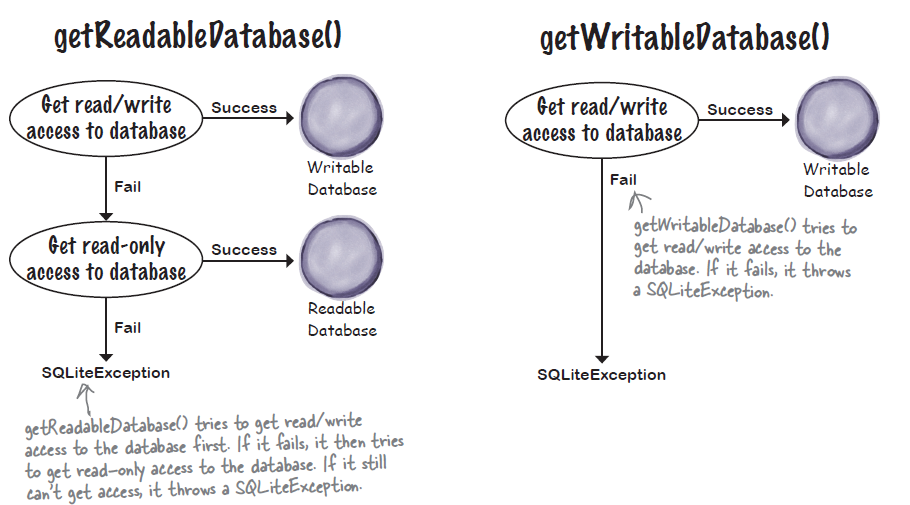 getReadableDatabase()
Get read/write
access to database
Success
Writable
Database
Fail
Get read-only
access to database
Success
Readable
Database
Fail
SQLiteException
getReadableDatabase() tries to get read/write
access to the database first. If it fails, it then tries
to get read-only access to the database. If it still
can't get access, it throws a SQLiteException.
getWritableDatabase()
Get read/write
access to database
Success
Writable
Database
Fail
getWritableDatabase() tries to
get read/write access to the
database. If it fails, it throws
a SQLiteException.
SQLiteException